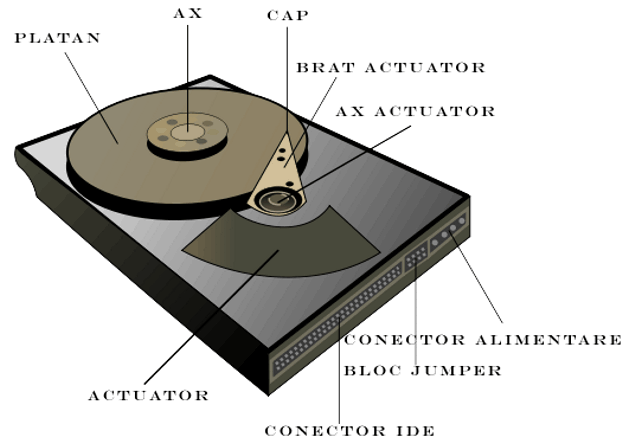 AX
CAP
PLATAN
BRAT ACTUATOR
AX ACTUATOR
CONECTOR ALIMENTARE
BLOC JUMPER
ACTUATOR
CONECTOR IDE